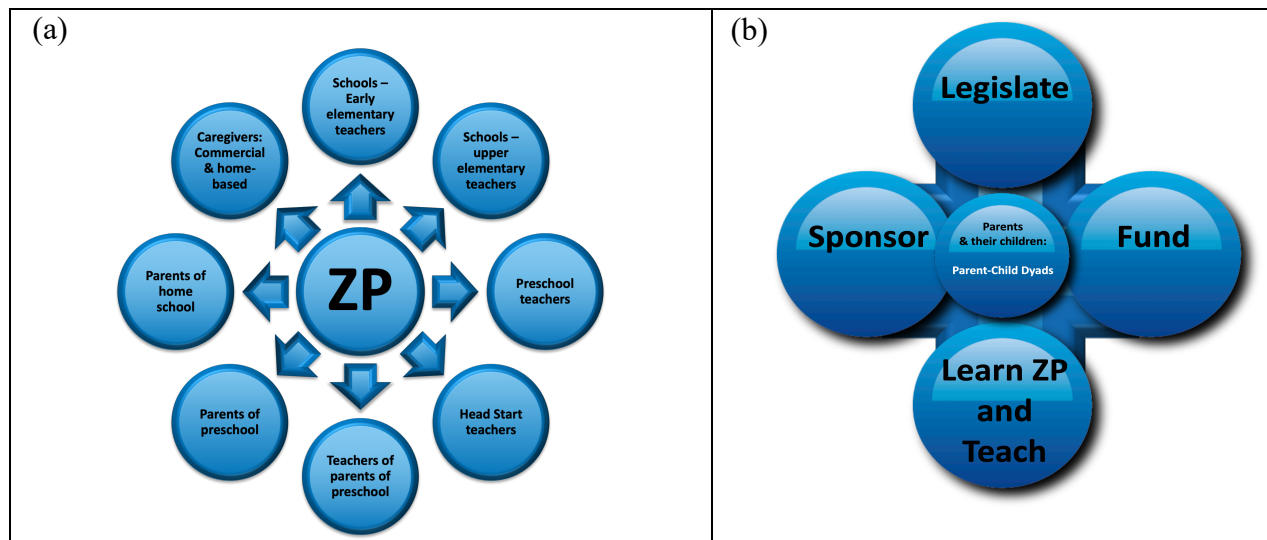 (a)
Schools –
Early
elementary
teachers
Schools –
upper
elementary
teachers
Preschool
teachers
Head Start
teachers
Teachers of
parents of
preschool
Parents of
preschool
Parents of
home
school
Caregivers:
Commercial
& home-
based
ZP
(b)
Legislate
Sponsor
Parents
& their children:
Parent-Child Dyads
Fund
Learn ZP
and
Teach